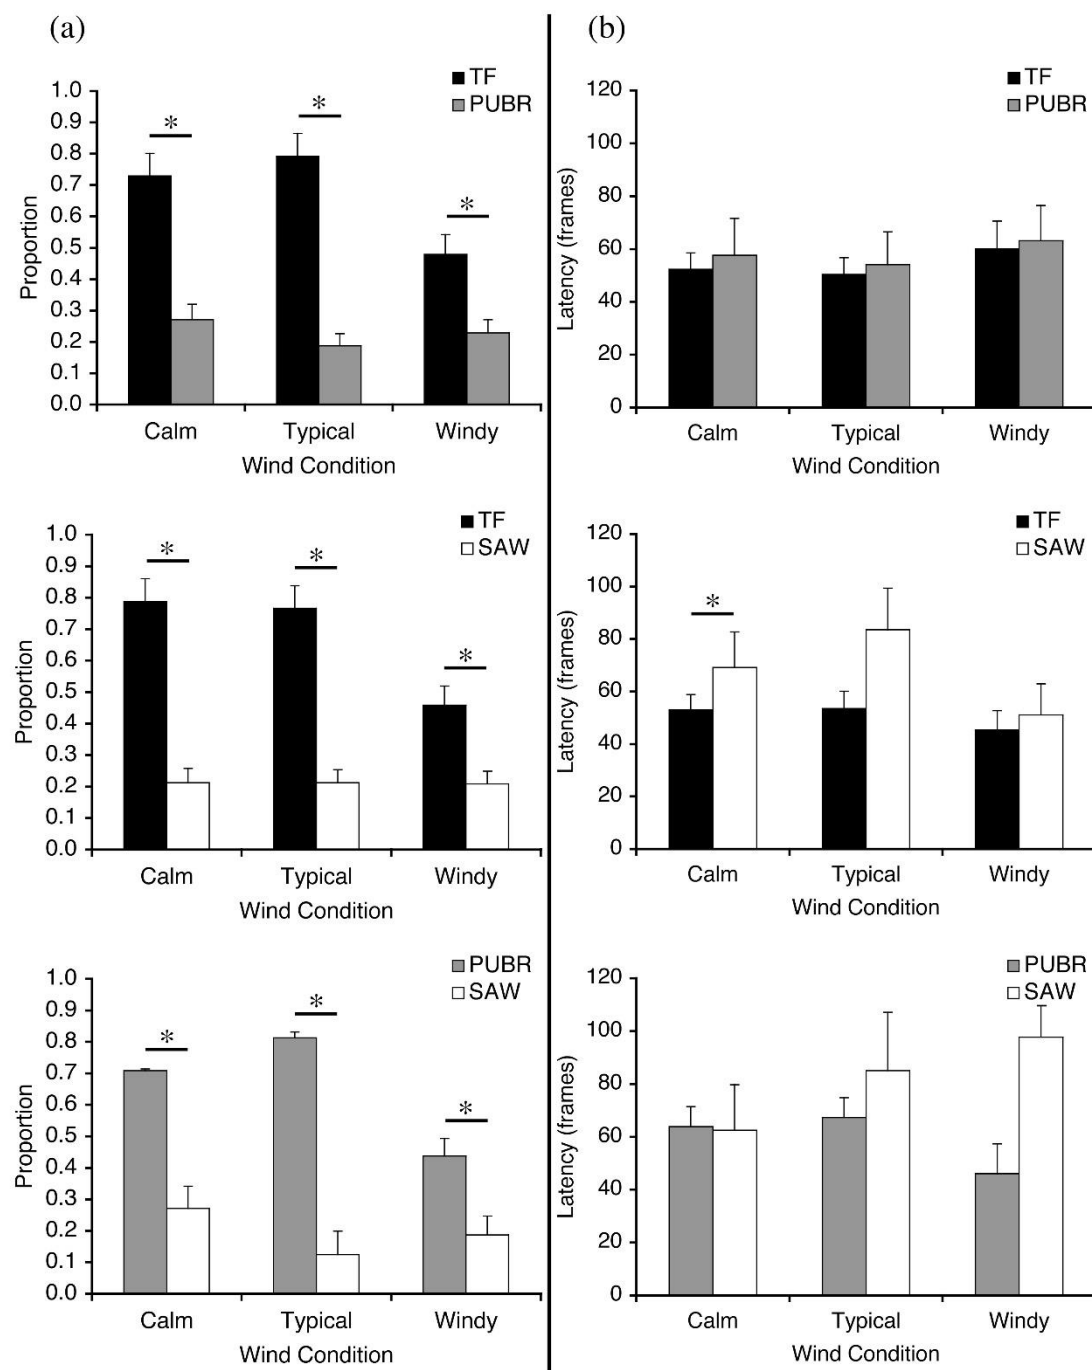 (a)
TF
PUBR
1.0
0.9
0.8
0.7
0.6
0.5
0.4
0.3
0.2
0.1
0.0
Proportion
*
*
*
Calm Typical Windy
Wind Condition
TF
SAW
1.0
0.9
0.8
0.7
0.6
0.5
0.4
0.3
0.2
0.1
0.0
Proportion
*
*
*
Calm Typical Windy
Wind Condition
PUBR
SAW
1.0
0.9
0.8
0.7
0.6
0.5
0.4
0.3
0.2
0.1
0.0
Proportion
*
*
*
Calm Typical Windy
Wind Condition
(b)
TF
PUBR
120
100
80
60
40
20
0
Latency (frames)
Calm Typical Windy
Wind Condition
TF
SAW
120
100
80
60
40
20
0
Latency (frames)
*
Calm Typical Windy
Wind Condition
PUBR
SAW
120
100
80
60
40
20
0
Latency (frames)
Calm Typical Windy
Wind Condition